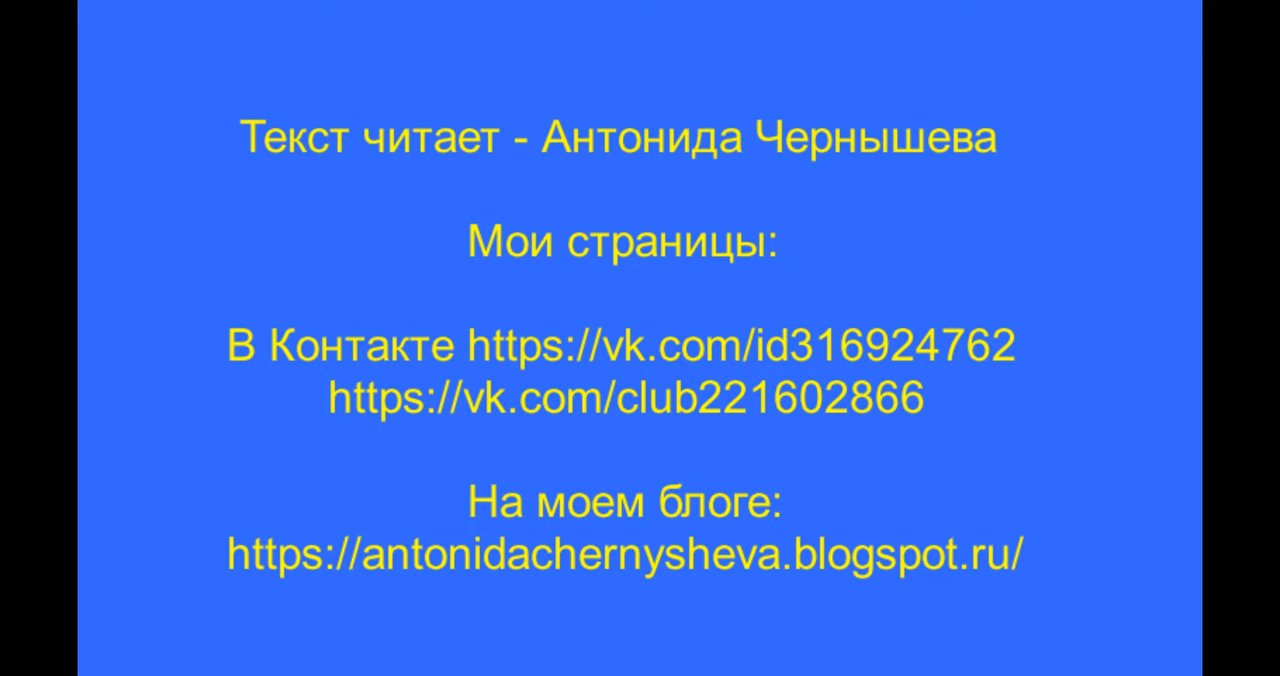 Текст читает - Антонида Чернышева
Мои страницы:
В Контакте https://vk.com/id316924762
https://vk.com/club221602866
На моем блоге:
https://antonidachernysheva.blogspot.ru/